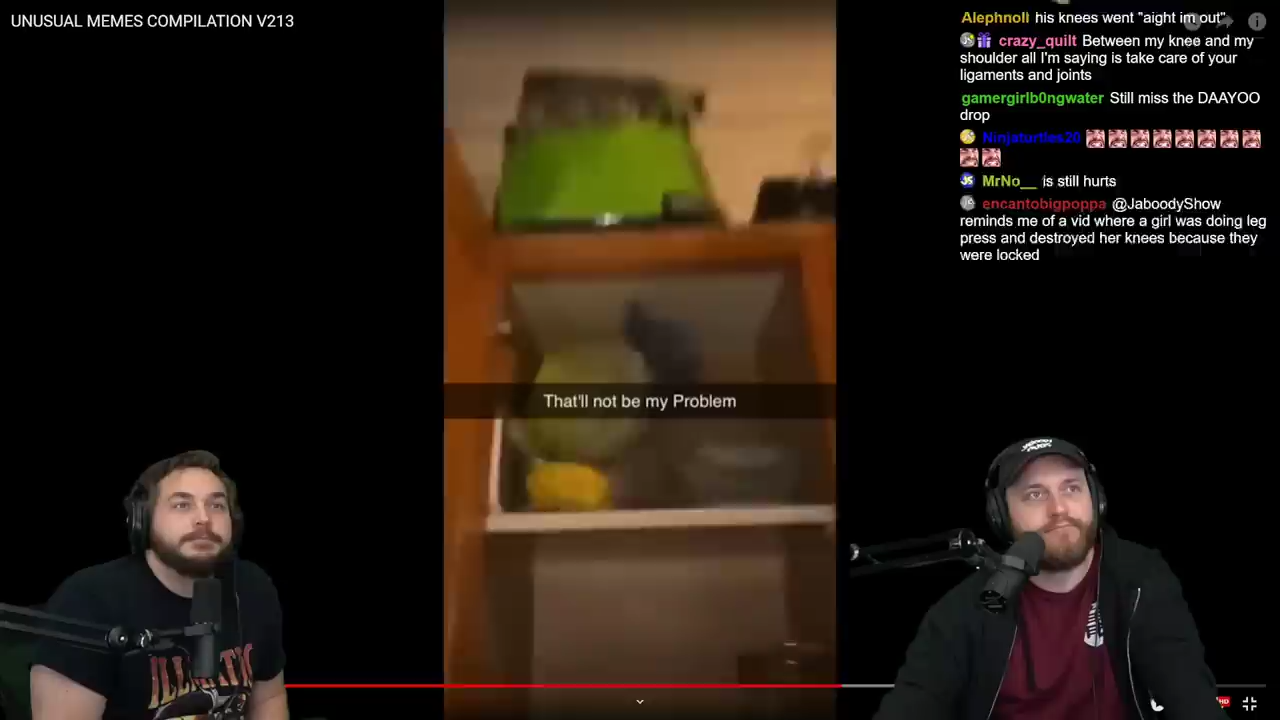 UNUSUAL MEMES COMPILATION V213
Alephnoll his knees went "aight im out"
crazy_quilt Between my knee and my
shoulder all I'm saying is take care of your
ligaments and joints
gamergirlb0ngwater Still miss the DAAYOO
drop
Ninjaturtles20
MrNo__ is still hurts
encantobigpoppa @JaboodyShow
reminds me of a vid where a girl was doing leg
press and destroyed her knees because they
were locked
That'll not be my Problem
HD